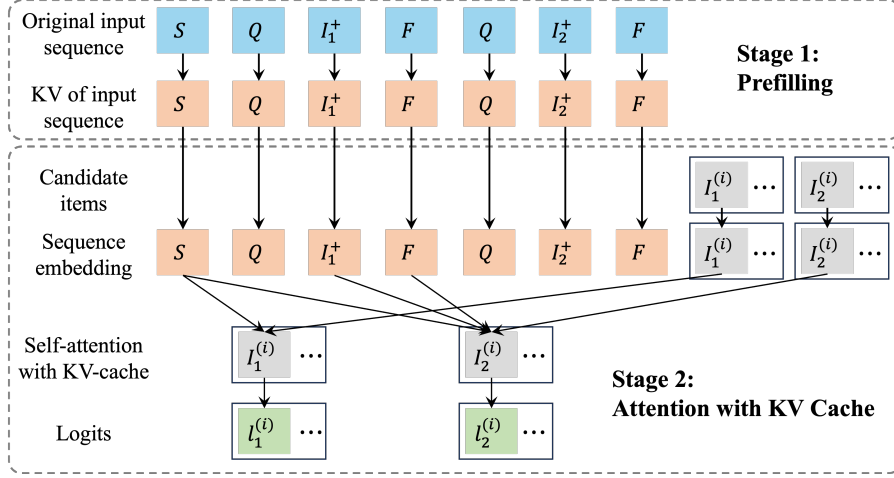 Original input
sequence
S Q I₁⁺ F Q I₂⁺ F
Stage 1:
Prefilling
KV of input
sequence
S Q I₁⁺ F Q I₂⁺ F
Candidate
items
I₁⁽ⁱ⁾ ··· I₂⁽ⁱ⁾ ···
Sequence
embedding
S Q I₁⁺ F Q I₂⁺ F I₁⁽ⁱ⁾ ··· I₂⁽ⁱ⁾ ···
Self-attention
with KV-cache
I₁⁽ⁱ⁾ ··· I₂⁽ⁱ⁾ ···
Stage 2:
Attention with KV Cache
Logits
l₁⁽ⁱ⁾ ··· l₂⁽ⁱ⁾ ···